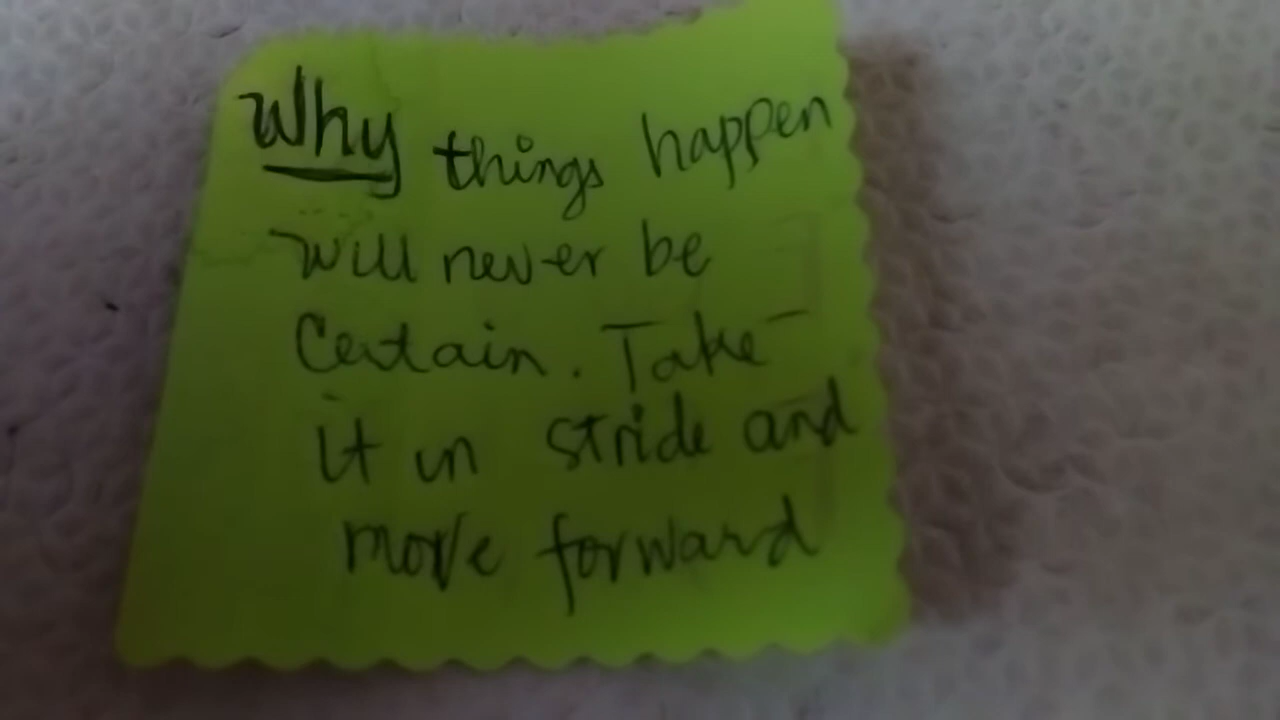 Why things happen
will never be
Certain. Take
it in stride and
move forward